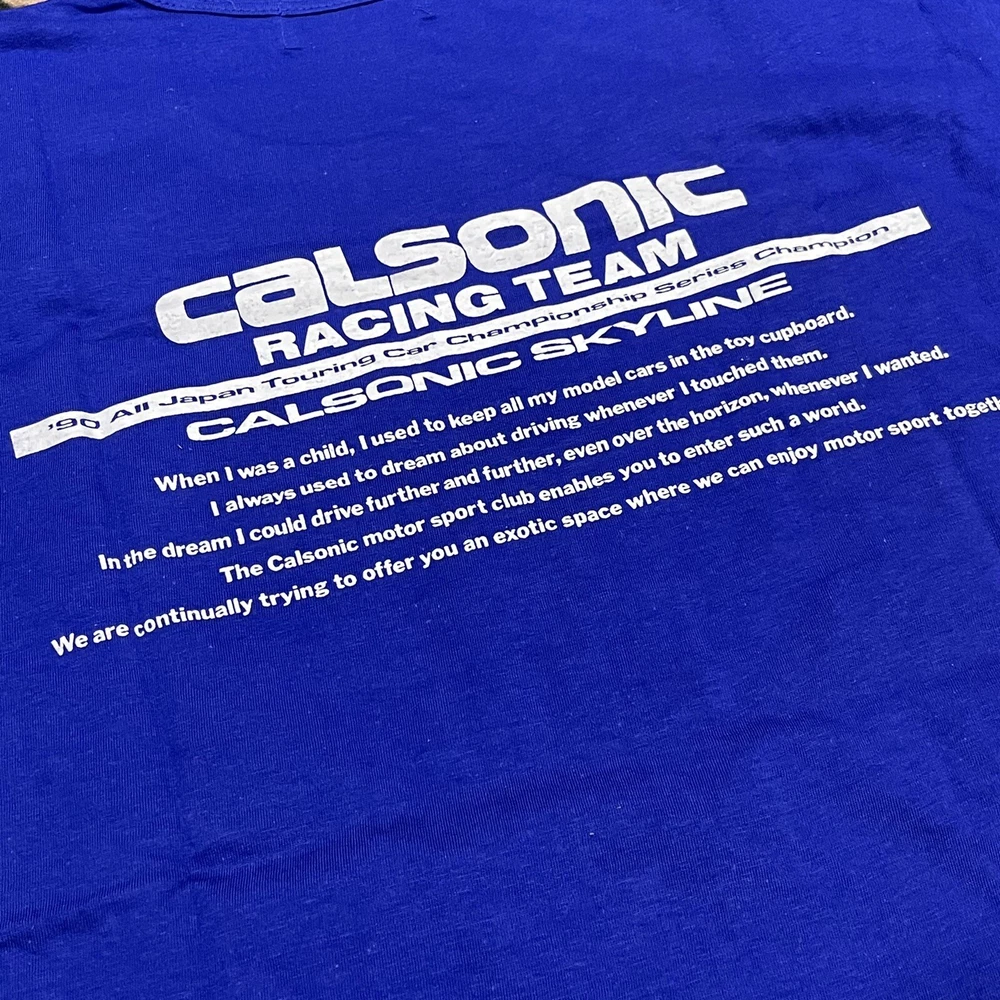 calsonic
RACING TEAM
'90 All Japan Touring Car Championship Series Champion
CALSONIC SKYLINE
When I was a child, I used to keep all my model cars in the toy cupboard.
I always used to dream about driving whenever I touched them.
In the dream I could drive further and further, even over the horizon, whenever I wanted.
The Calsonic motor sport club enables you to enter such a world.
We are continually trying to offer you an exotic space where we can enjoy motor sport